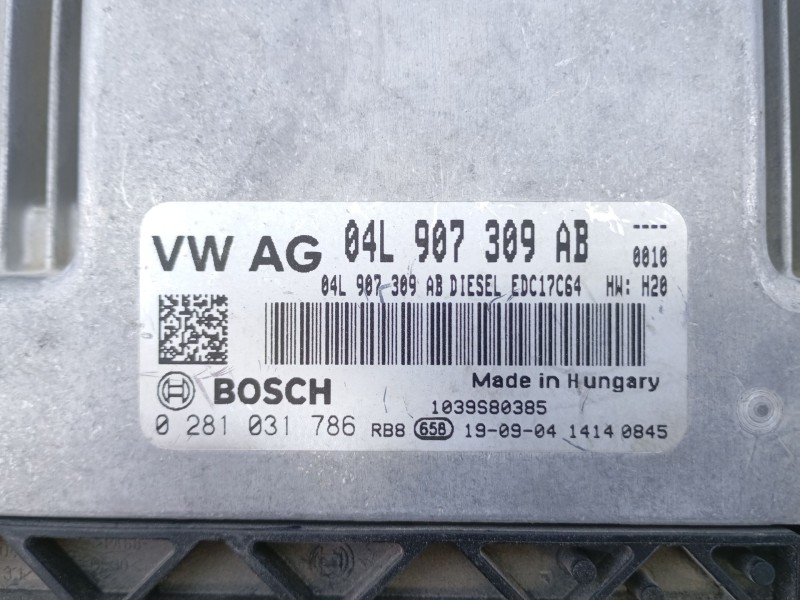 VW AG 04L 907 309 AB ----
0010
04L 907 309 AB DIESEL EDC17C64 HW: H20
BOSCH Made in Hungary
1039S80385
0 281 031 786 RB8 658 19-09-04 1414 0845